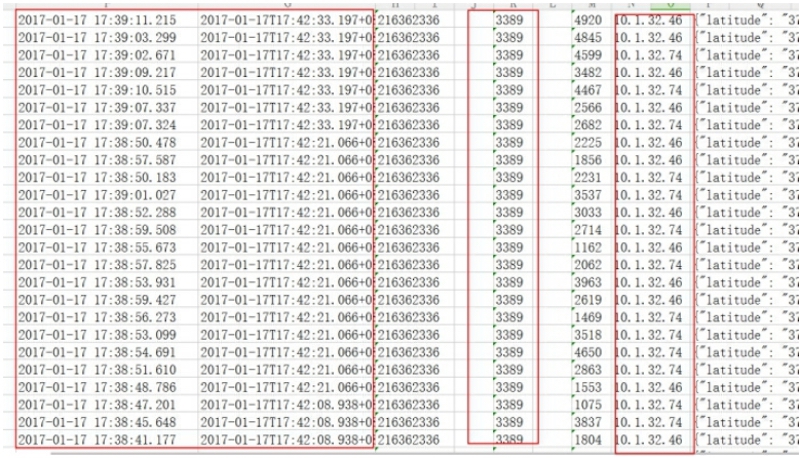 2017-01-17 17:39:11.215 2017-01-17T17:42:33.197+0 216362336 3389 4920 10.1.32.46 {"latitude": "37
2017-01-17 17:39:03.299 2017-01-17T17:42:33.197+0 216362336 3389 4845 10.1.32.46 {"latitude": "37
2017-01-17 17:39:02.671 2017-01-17T17:42:33.197+0 216362336 3389 4599 10.1.32.74 {"latitude": "37
2017-01-17 17:39:09.217 2017-01-17T17:42:33.197+0 216362336 3389 3482 10.1.32.46 {"latitude": "37
2017-01-17 17:39:10.515 2017-01-17T17:42:33.197+0 216362336 3389 4467 10.1.32.74 {"latitude": "37
2017-01-17 17:39:07.337 2017-01-17T17:42:33.197+0 216362336 3389 2566 10.1.32.46 {"latitude": "37
2017-01-17 17:39:07.324 2017-01-17T17:42:33.197+0 216362336 3389 2682 10.1.32.74 {"latitude": "37
2017-01-17 17:38:50.478 2017-01-17T17:42:21.066+0 216362336 3389 2225 10.1.32.46 {"latitude": "37
2017-01-17 17:38:57.587 2017-01-17T17:42:21.066+0 216362336 3389 1856 10.1.32.46 {"latitude": "37
2017-01-17 17:38:50.183 2017-01-17T17:42:21.066+0 216362336 3389 2231 10.1.32.74 {"latitude": "37
2017-01-17 17:39:01.027 2017-01-17T17:42:21.066+0 216362336 3389 3537 10.1.32.74 {"latitude": "37
2017-01-17 17:38:52.288 2017-01-17T17:42:21.066+0 216362336 3389 3033 10.1.32.46 {"latitude": "37
2017-01-17 17:38:59.508 2017-01-17T17:42:21.066+0 216362336 3389 2714 10.1.32.74 {"latitude": "37
2017-01-17 17:38:55.673 2017-01-17T17:42:21.066+0 216362336 3389 1162 10.1.32.46 {"latitude": "37
2017-01-17 17:38:57.825 2017-01-17T17:42:21.066+0 216362336 3389 2062 10.1.32.74 {"latitude": "37
2017-01-17 17:38:53.931 2017-01-17T17:42:21.066+0 216362336 3389 3963 10.1.32.46 {"latitude": "37
2017-01-17 17:38:59.427 2017-01-17T17:42:21.066+0 216362336 3389 2619 10.1.32.46 {"latitude": "37
2017-01-17 17:38:56.273 2017-01-17T17:42:21.066+0 216362336 3389 1469 10.1.32.74 {"latitude": "37
2017-01-17 17:38:53.099 2017-01-17T17:42:21.066+0 216362336 3389 3518 10.1.32.74 {"latitude": "37
2017-01-17 17:38:54.691 2017-01-17T17:42:21.066+0 216362336 3389 4650 10.1.32.74 {"latitude": "37
2017-01-17 17:38:51.610 2017-01-17T17:42:21.066+0 216362336 3389 2863 10.1.32.74 {"latitude": "37
2017-01-17 17:38:48.786 2017-01-17T17:42:21.066+0 216362336 3389 1553 10.1.32.46 {"latitude": "37
2017-01-17 17:38:47.201 2017-01-17T17:42:08.938+0 216362336 3389 1075 10.1.32.74 {"latitude": "37
2017-01-17 17:38:45.648 2017-01-17T17:42:08.938+0 216362336 3389 3837 10.1.32.74 {"latitude": "37
2017-01-17 17:38:41.177 2017-01-17T17:42:08.938+0 216362336 3389 1804 10.1.32.46 {"latitude": "37